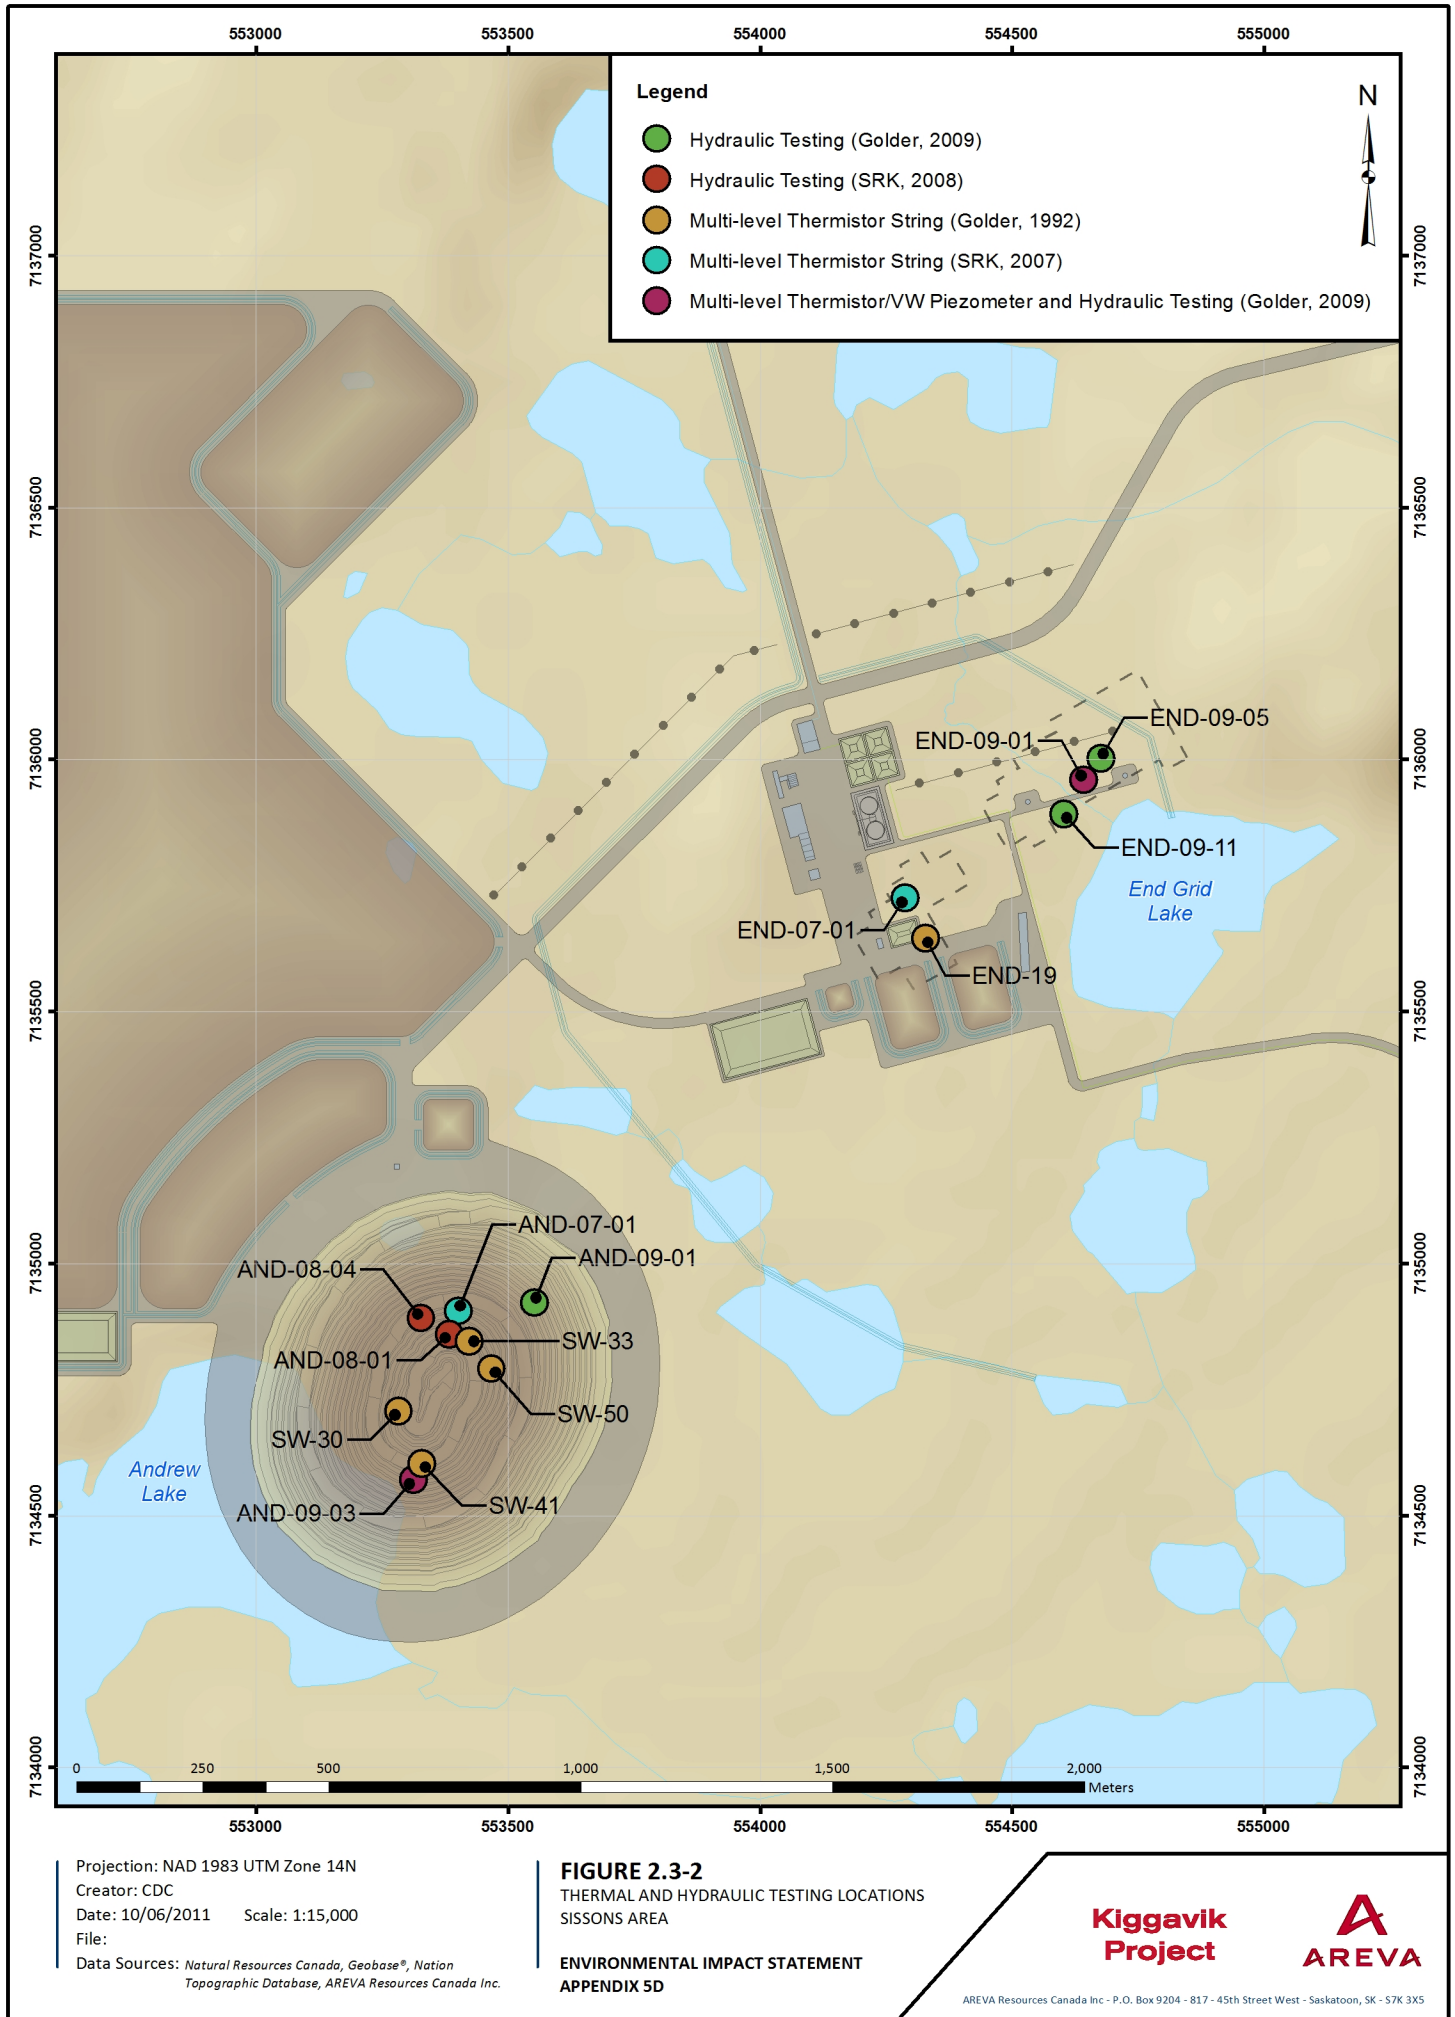 553000 553500 554000 554500 555000
Legend
N
Hydraulic Testing (Golder, 2009)
Hydraulic Testing (SRK, 2008)
Multi-level Thermistor String (Golder, 1992)
Multi-level Thermistor String (SRK, 2007)
Multi-level Thermistor/VW Piezometer and Hydraulic Testing (Golder, 2009)
7137000 7137000
7136500 7136500
7136000 7136000
7135500 7135500
7135000 7135000
7134500 7134500
7134000 7134000
END-09-05
END-09-01
END-09-11
End Grid
Lake
END-07-01
END-19
AND-07-01
AND-09-01
AND-08-04
SW-33
AND-08-01
SW-50
SW-30
Andrew
Lake
SW-41
AND-09-03
0 250 500 1,000 1,500 2,000
Meters
553000 553500 554000 554500 555000
Projection: NAD 1983 UTM Zone 14N
Creator: CDC
Date: 10/06/2011 Scale: 1:15,000
File:
Data Sources: Natural Resources Canada, Geobase®, Nation
Topographic Database, AREVA Resources Canada Inc.
FIGURE 2.3-2
THERMAL AND HYDRAULIC TESTING LOCATIONS
SISSONS AREA
ENVIRONMENTAL IMPACT STATEMENT
APPENDIX 5D
Kiggavik
Project
AREVA
AREVA Resources Canada Inc - P.O. Box 9204 - 817 - 45th Street West - Saskatoon, SK - S7K 3X5